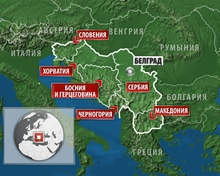 АВСТРИЯ
ВЕНГРИЯ
СЛОВЕНИЯ
РУМЫНИЯ
БЕЛГРАД
ХОРВАТИЯ
БОСНИЯ
И ГЕРЦЕГОВИНА
СЕРБИЯ
ИТАЛИЯ
ЧЕРНОГОРИЯ
БОЛГАРИЯ
МАКЕДОНИЯ
ГРЕЦИЯ